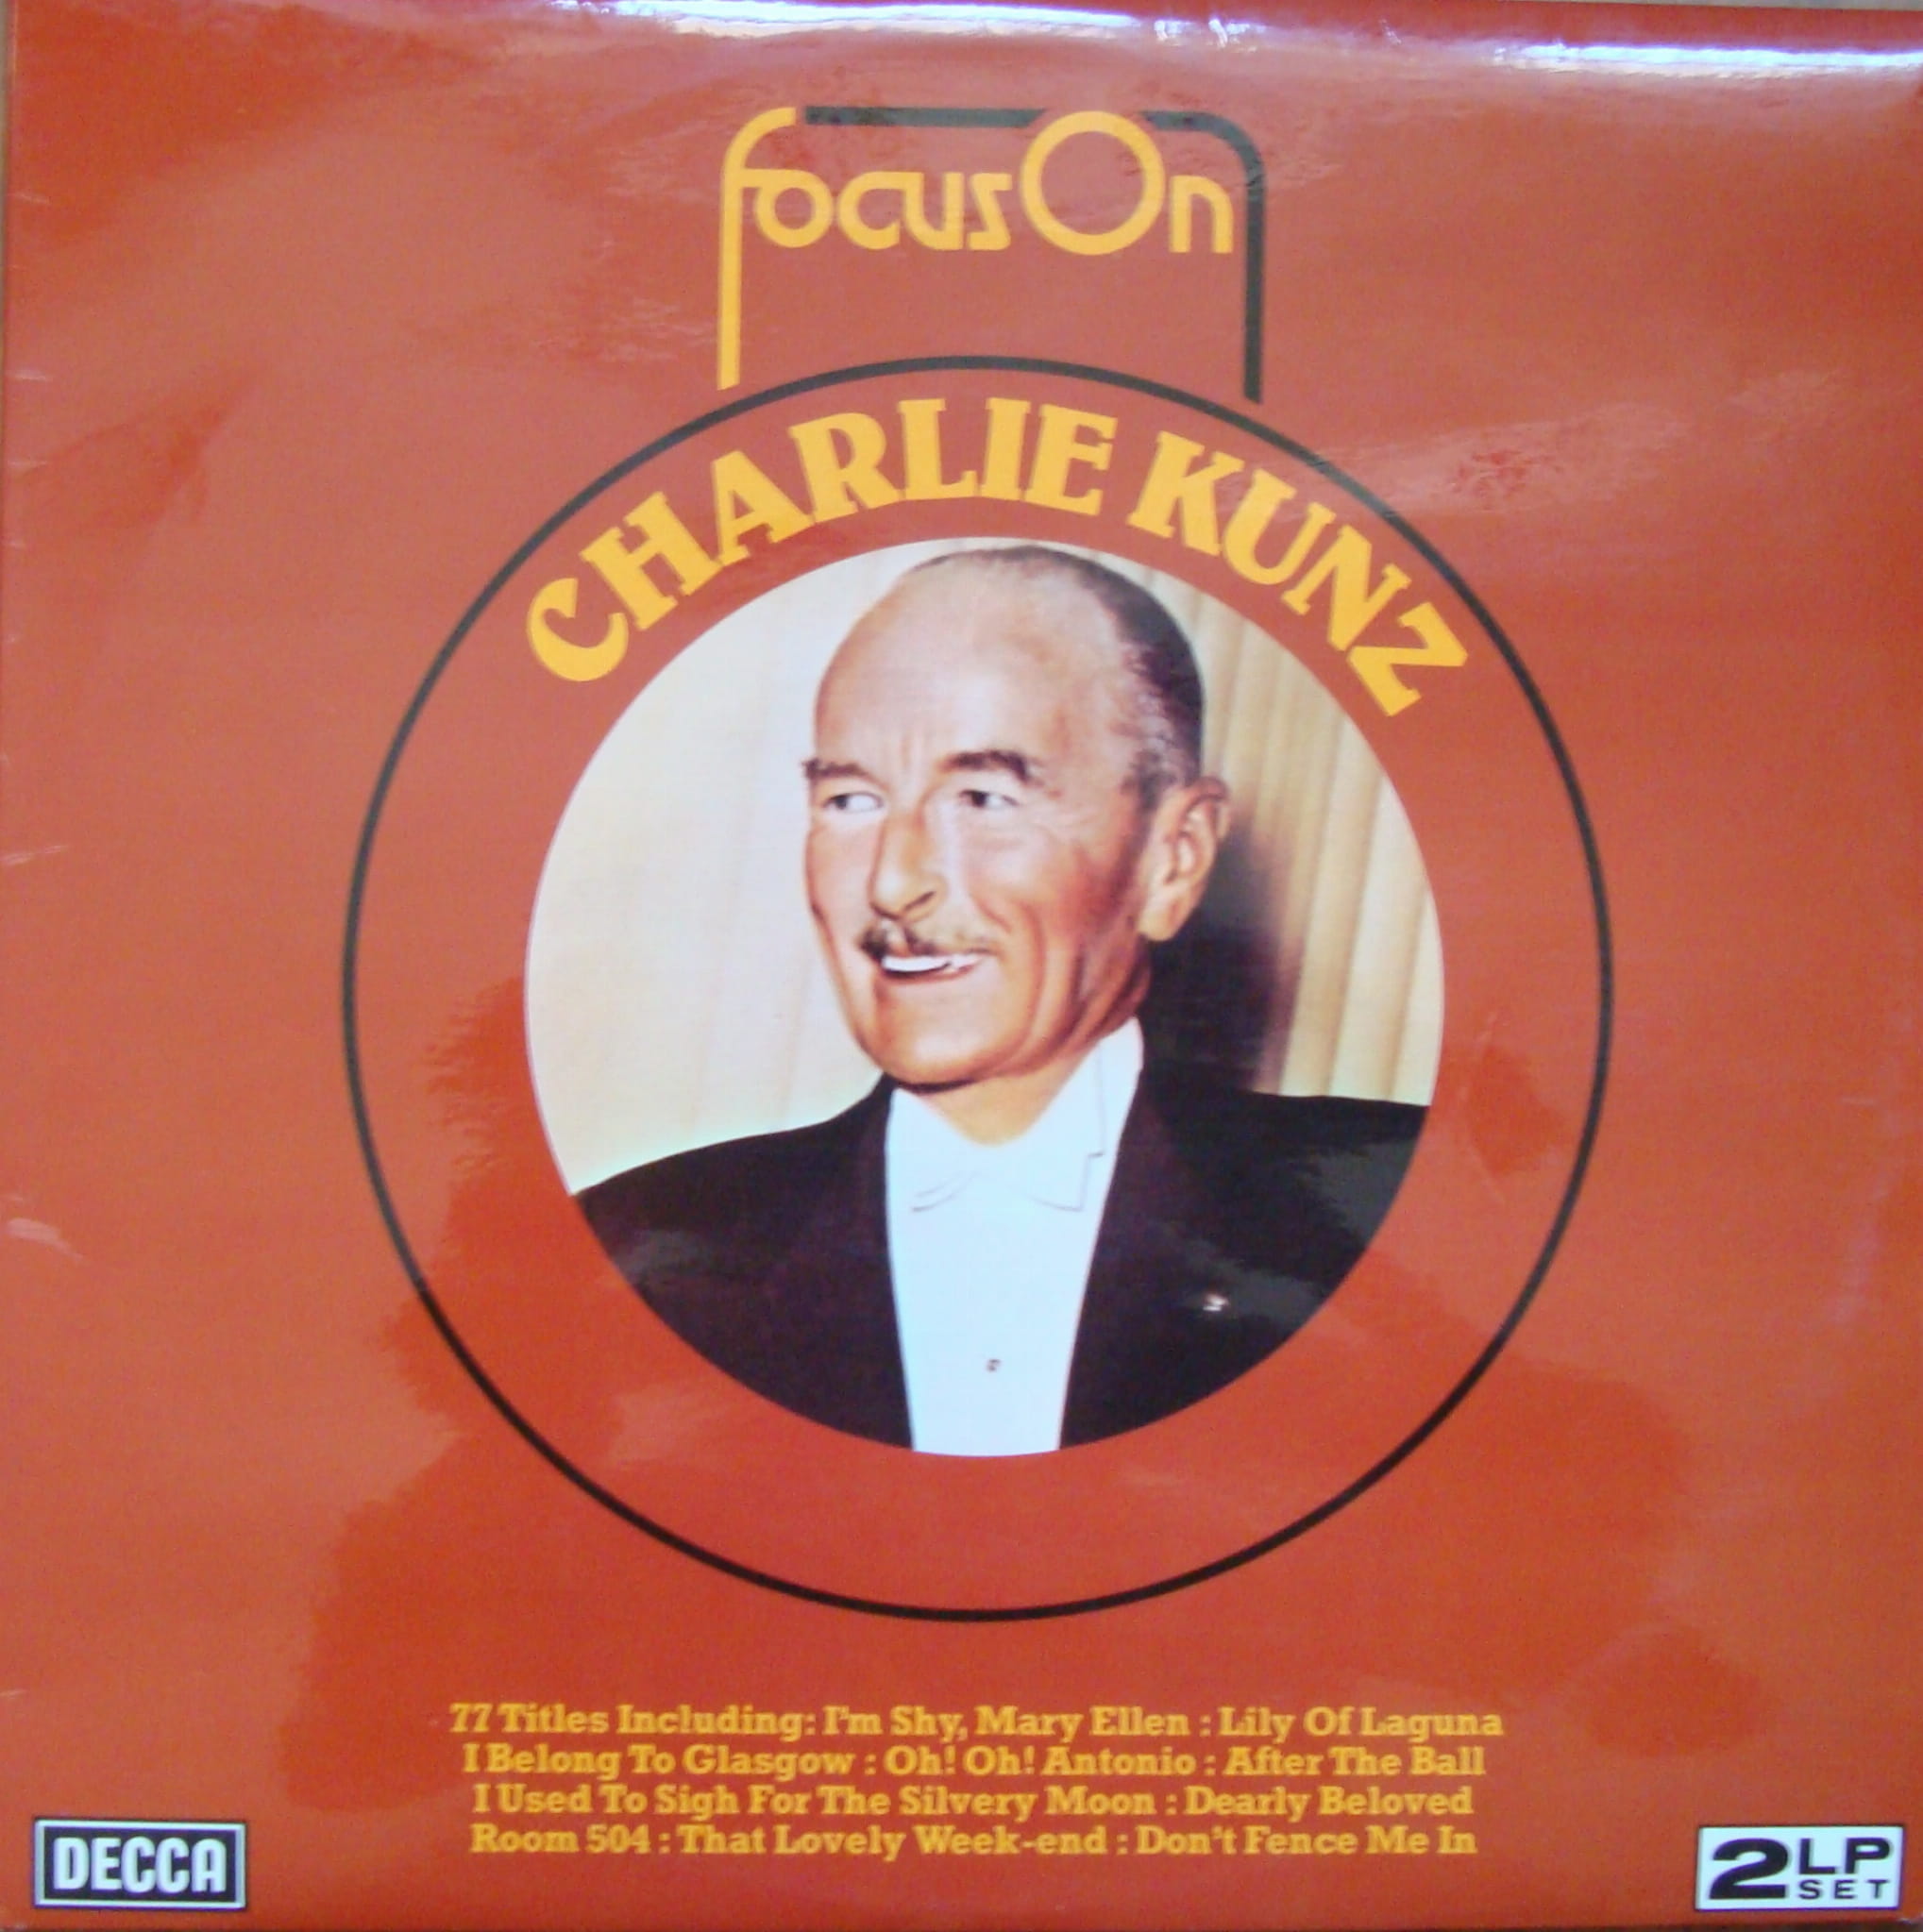 focusOn
CHARLIE KUNZ
77 Titles Including: I'm Shy, Mary Ellen : Lily Of Laguna
I Belong To Glasgow : Oh! Oh! Antonio : After The Ball
I Used To Sigh For The Silvery Moon : Dearly Beloved
Room 504 : That Lovely Week-end : Don't Fence Me In
DECCA
2 LP
SET